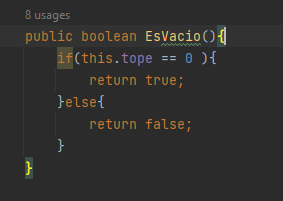 8 usages
public boolean EsVacio(){
    if(this.tope == 0 ){
        return true;
    }else{
        return false;
    }
}